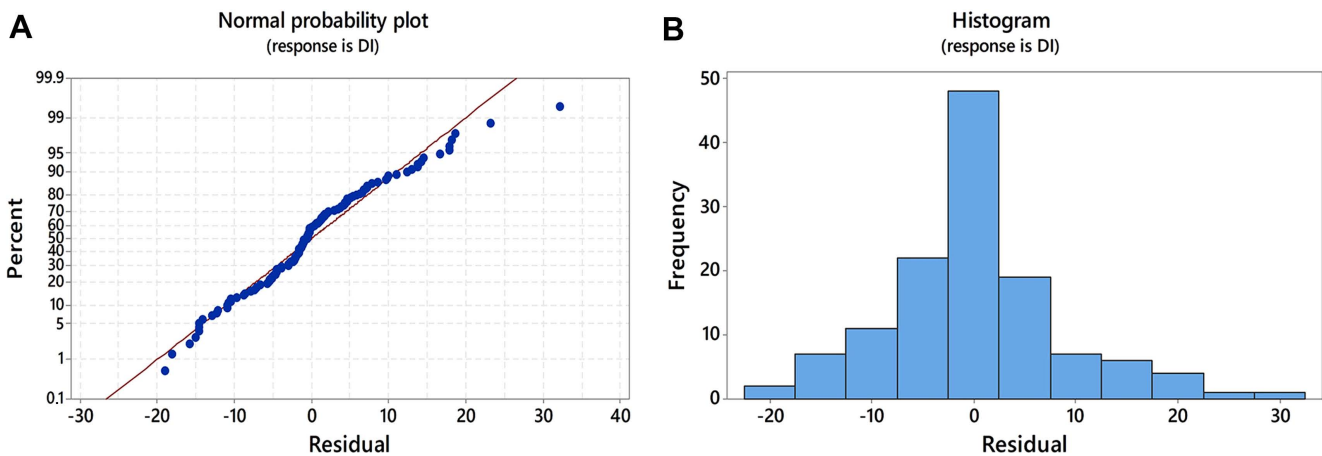 A
Normal probability plot
(response is DI)
99.9
99
95
90
80
70
60
50
40
30
20
10
5
1
0.1
Percent
-30 -20 -10 0 10 20 30 40
Residual
B
Histogram
(response is DI)
50
40
30
20
10
0
Frequency
-20 -10 0 10 20 30
Residual